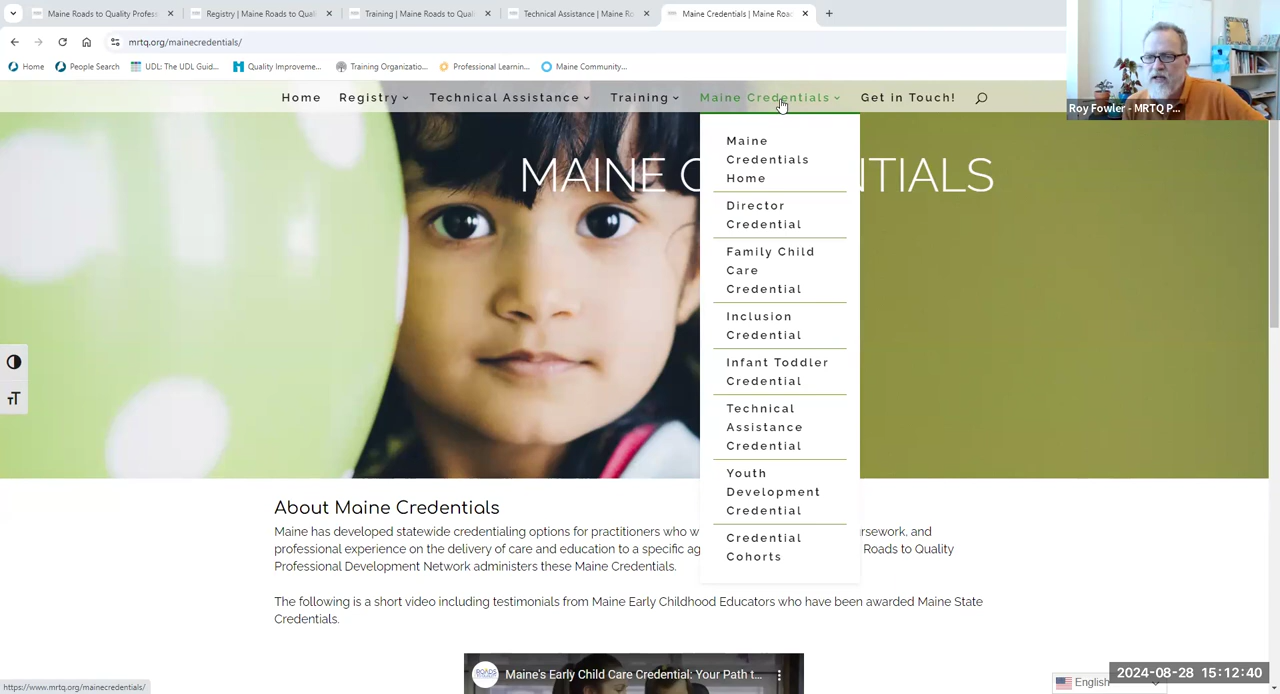 Maine Roads to Quality Profess
Registry | Maine Roads to Quali
Training | Maine Roads to Quali
Technical Assistance | Maine Ro
Maine Credentials | Maine Road
mrtq.org/mainecredentials/
Home
People Search
UDL: The UDL Guid...
Quality Improveme...
Training Organizatio...
Professional Learnin...
Maine Community...
Roy Fowler - MRTQ P...
Home
Registry
Technical Assistance
Training
Maine Credentials
Get in Touch!
MAINE C
NTIALS
Maine
Credentials
Home
Director
Credential
Family Child
Care
Credential
Inclusion
Credential
Infant Toddler
Credential
Technical
Assistance
Credential
Youth
Development
Credential
Credential
Cohorts
About Maine Credentials
Maine has developed statewide credentialing options for practitioners who w rsework, and
professional experience on the delivery of care and education to a specific ag Roads to Quality
Professional Development Network administers these Maine Credentials.
The following is a short video including testimonials from Maine Early Childhood Educators who have been awarded Maine State
Credentials.
ROADS
Maine's Early Child Care Credential: Your Path t...
https://www.mrtq.org/mainecredentials/
2024-08-28 15:12:40
English